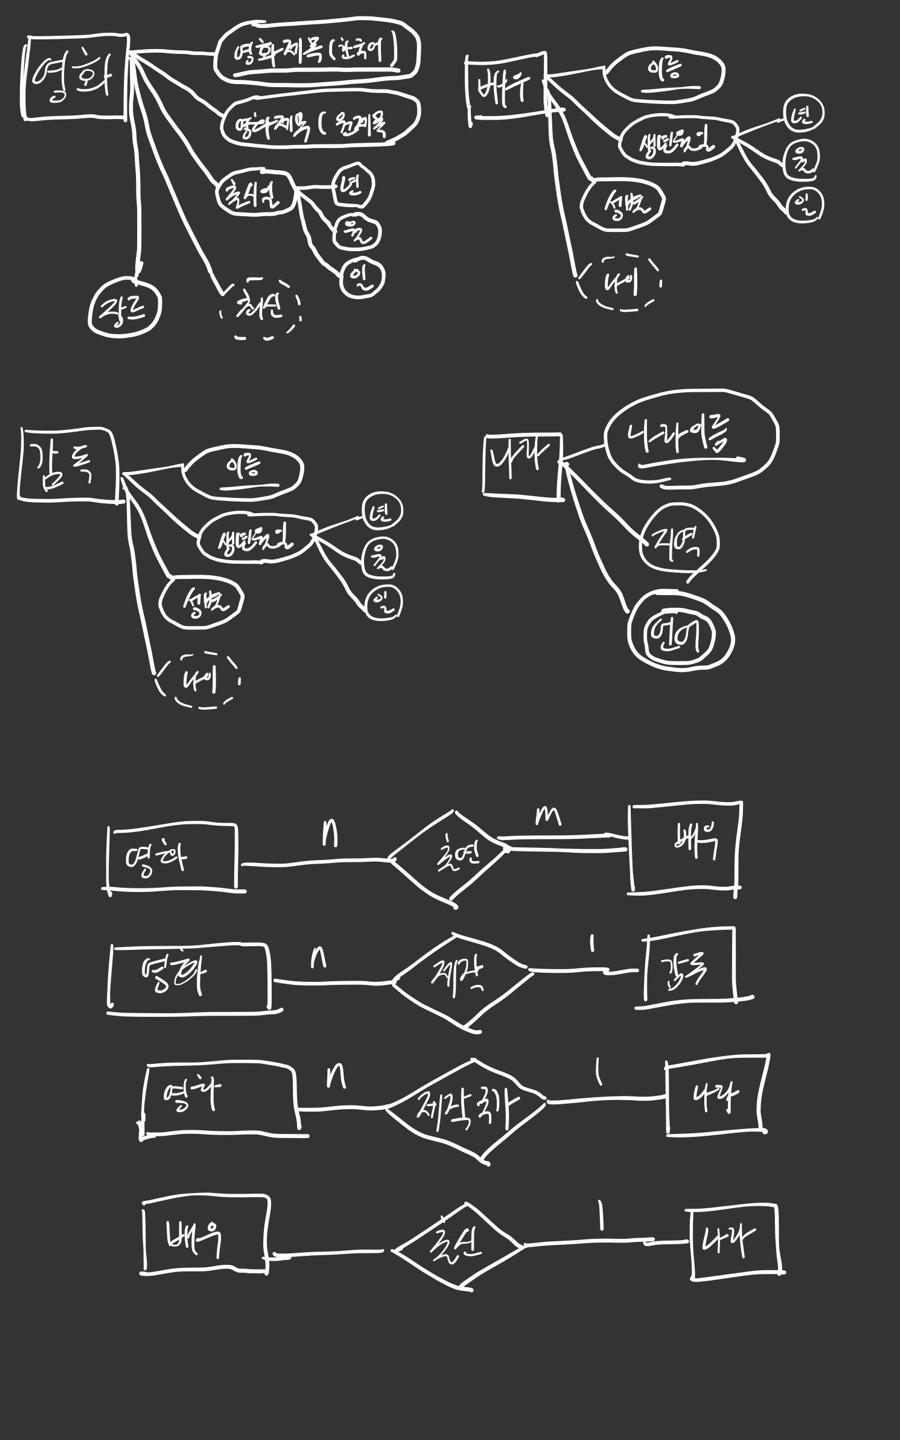 영화
영화제목(한국어)
영화제목( 원제목
출시일
년
월
일
최신
장르
배우
이름
생년월일
년
월
일
성별
나이
감독
이름
생년월일
년
월
일
성별
나이
나라
나라이름
지역
언어
영화 n 출연 m 배우
영화 n 제작 1 감독
영화 n 제작국가 1 나라
배우 출신 1 나라